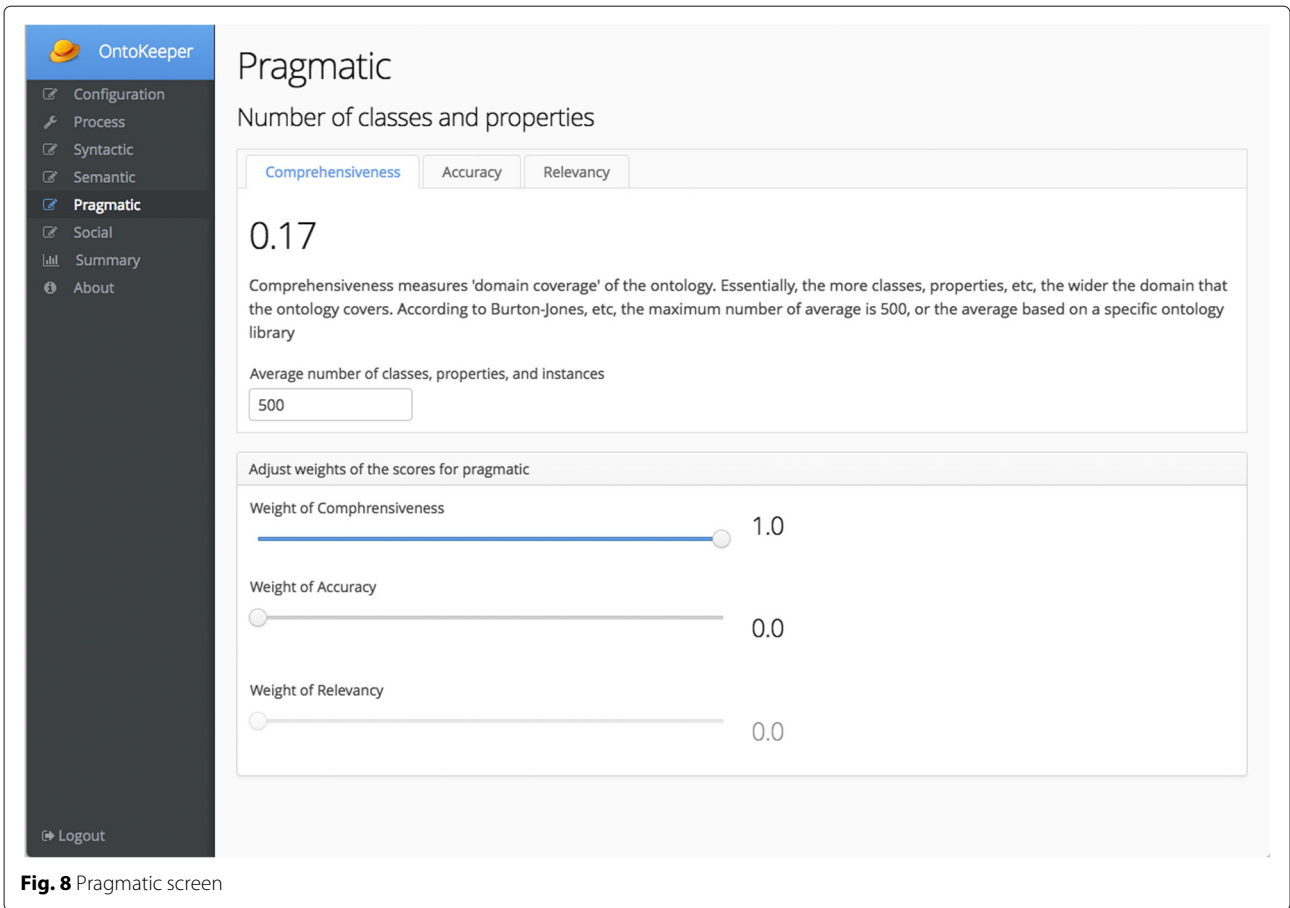 OntoKeeper
Configuration
Process
Syntactic
Semantic
Pragmatic
Social
Summary
About
Logout
Pragmatic
Number of classes and properties
Comprehensiveness Accuracy Relevancy
0.17
Comprehensiveness measures 'domain coverage' of the ontology. Essentially, the more classes, properties, etc, the wider the domain that
the ontology covers. According to Burton-Jones, etc, the maximum number of average is 500, or the average based on a specific ontology
library
Average number of classes, properties, and instances
500
Adjust weights of the scores for pragmatic
Weight of Comphrensiveness
1.0
Weight of Accuracy
0.0
Weight of Relevancy
0.0
Fig. 8 Pragmatic screen